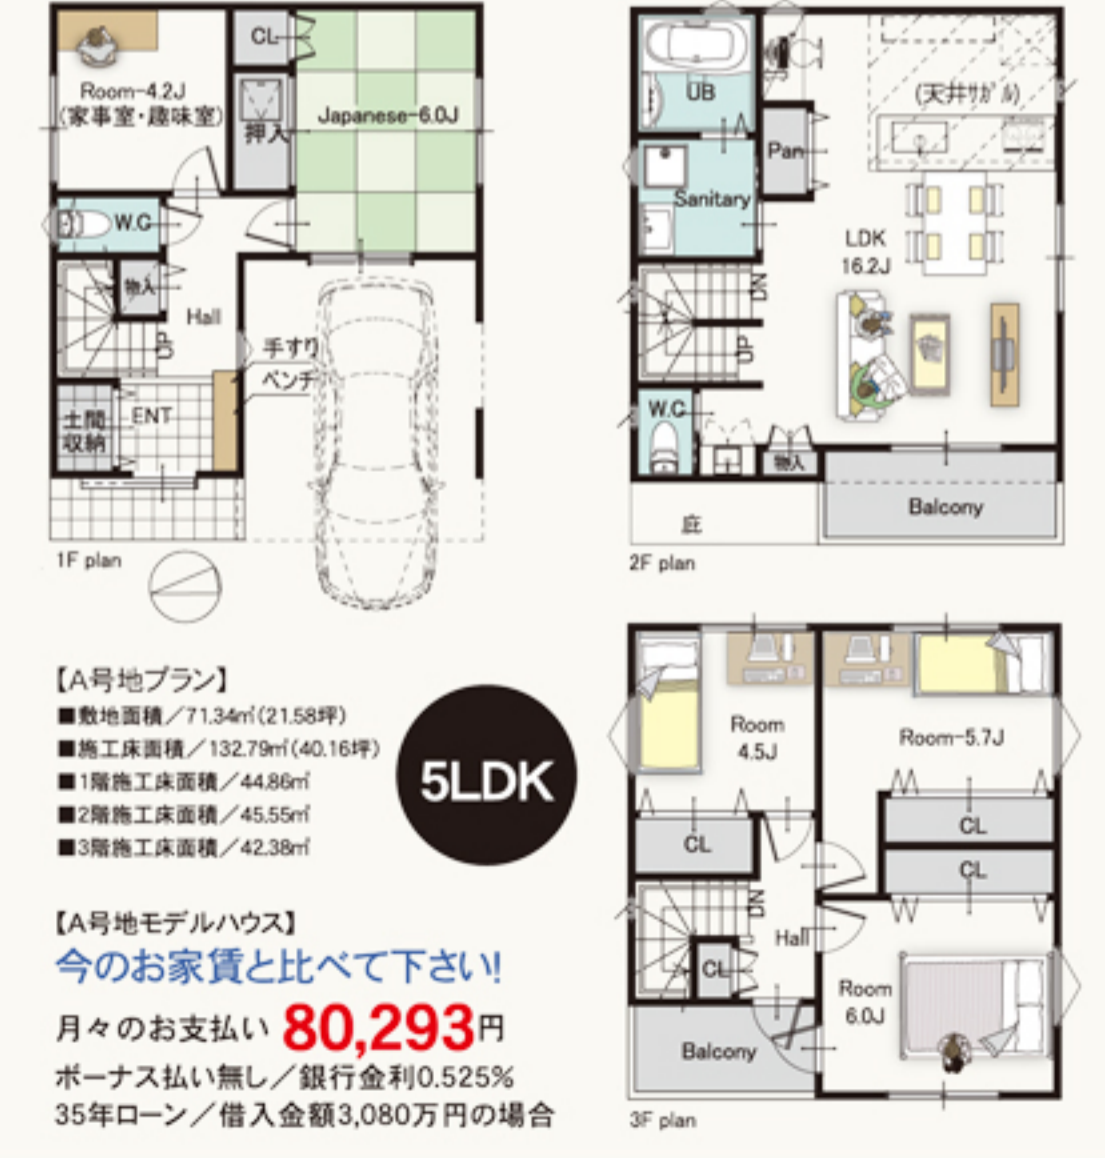 CL
Room-4.2J
(家事室・趣味室)
押入
Japanese-6.0J
W.C
物入
Hall
UP
手すり
ベンチ
土間
収納
ENT
1F plan
UB
(天井ｻｶﾞﾙ)
Pan
Sanitary
LDK
16.2J
DN
UP
W.C
物入
Balcony
庇
2F plan
【A号地プラン】
■敷地面積／71.34㎡(21.58坪)
■施工床面積／132.79㎡(40.16坪)
■1階施工床面積／44.86㎡
■2階施工床面積／45.55㎡
■3階施工床面積／42.38㎡
5LDK
【A号地モデルハウス】
今のお家賃と比べて下さい!
月々のお支払い 80,293円
ボーナス払い無し／銀行金利0.525%
35年ローン／借入金額3,080万円の場合
Room
4.5J
Room-5.7J
CL
CL
CL
DN
Hall
CL
Room
6.0J
Balcony
3F plan